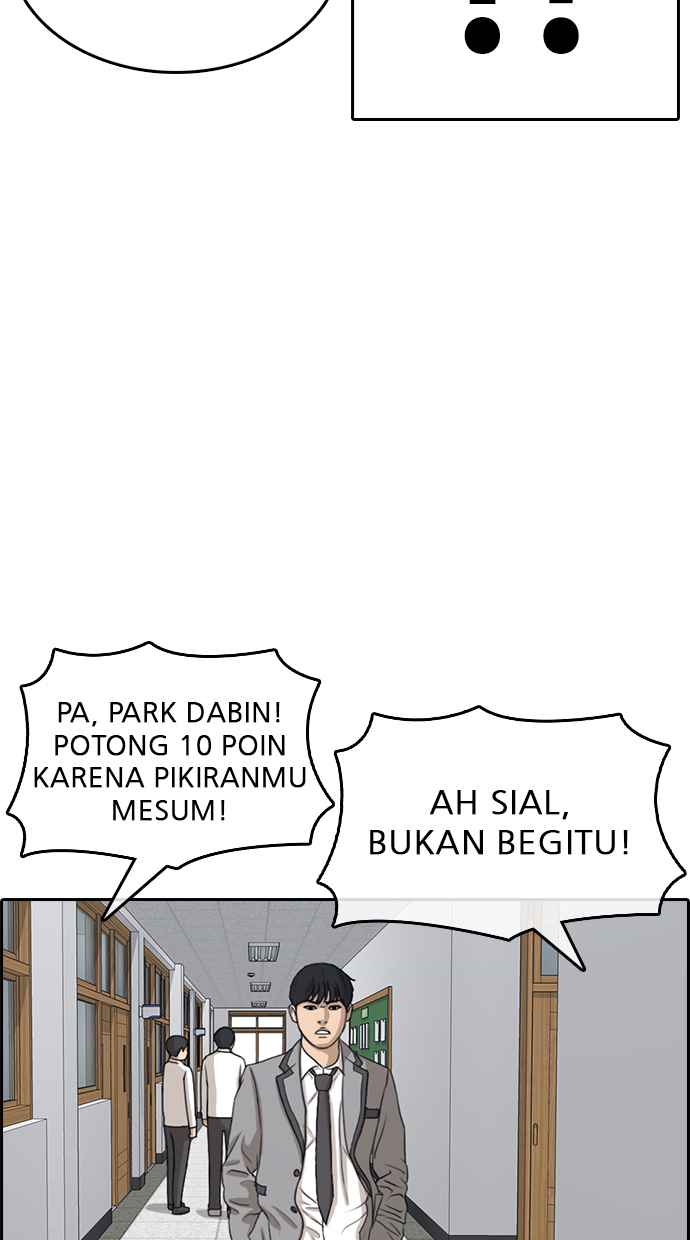 PA, PARK DABIN!
POTONG 10 POIN
KARENA PIKIRANMU
MESUM!
AH SIAL,
BUKAN BEGITU!